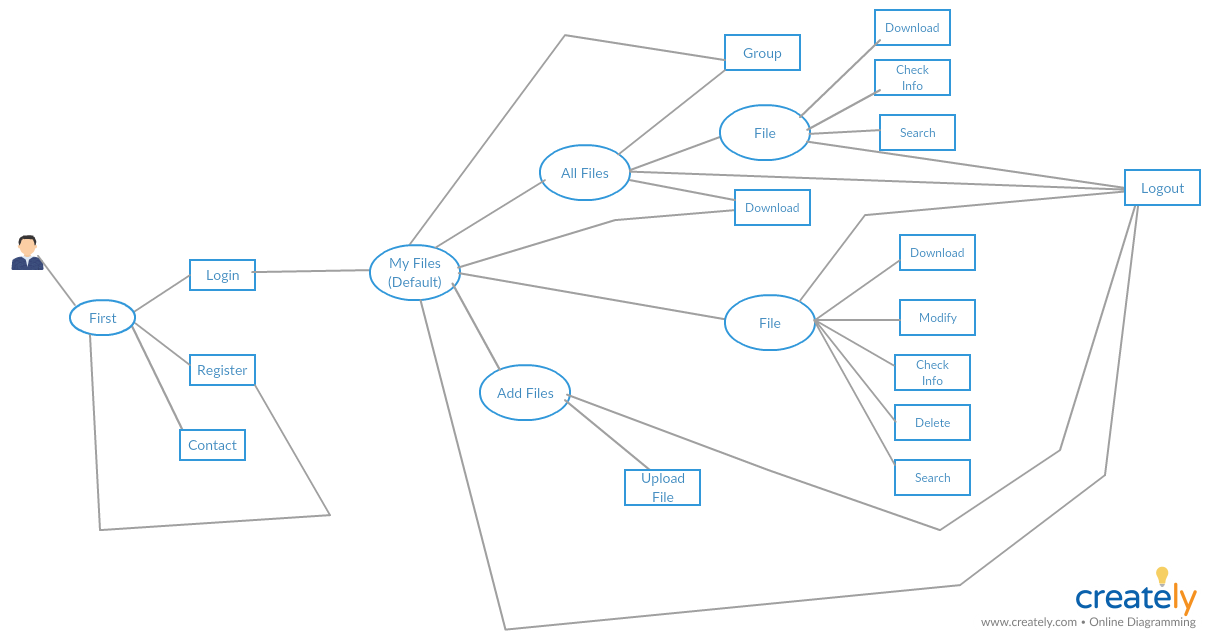 Download
Group
Check
Info
File
Search
All Files
Logout
Download
My Files
(Default)
Download
Login
First
File
Modify
Register
Check
Info
Add Files
Delete
Contact
Upload
File
Search
creately
www.creately.com • Online Diagramming